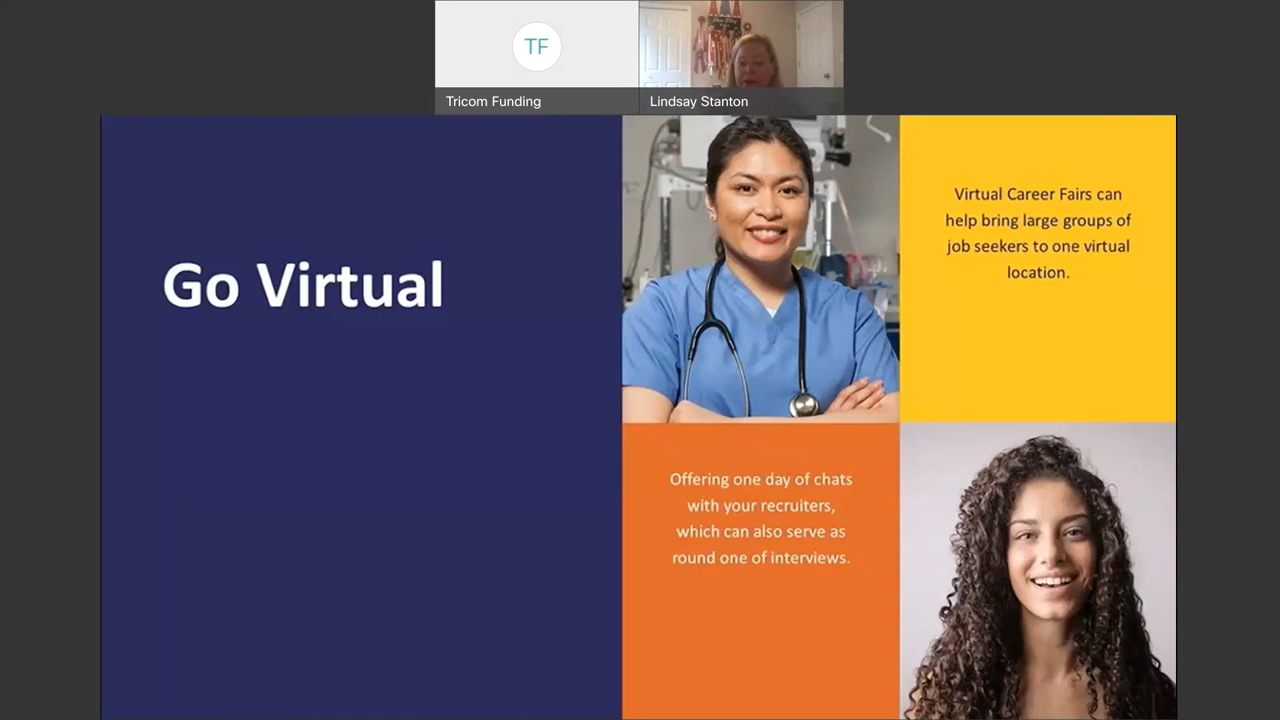 TF
Tricom Funding
Lindsay Stanton
Go Virtual
Virtual Career Fairs can
help bring large groups of
job seekers to one virtual
location.
Offering one day of chats
with your recruiters,
which can also serve as
round one of interviews.